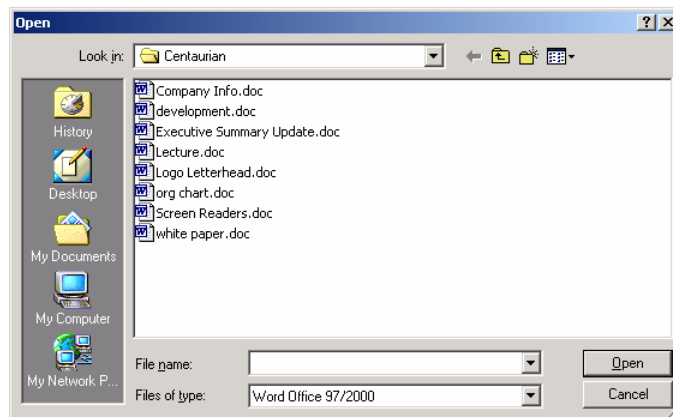 Open
Look in: Centaurian
History
Desktop
My Documents
My Computer
My Network P...
Company Info.doc
development.doc
Executive Summary Update.doc
Lecture.doc
Logo Letterhead.doc
org chart.doc
Screen Readers.doc
white paper.doc
File name: Open
Files of type: Word Office 97/2000 Cancel